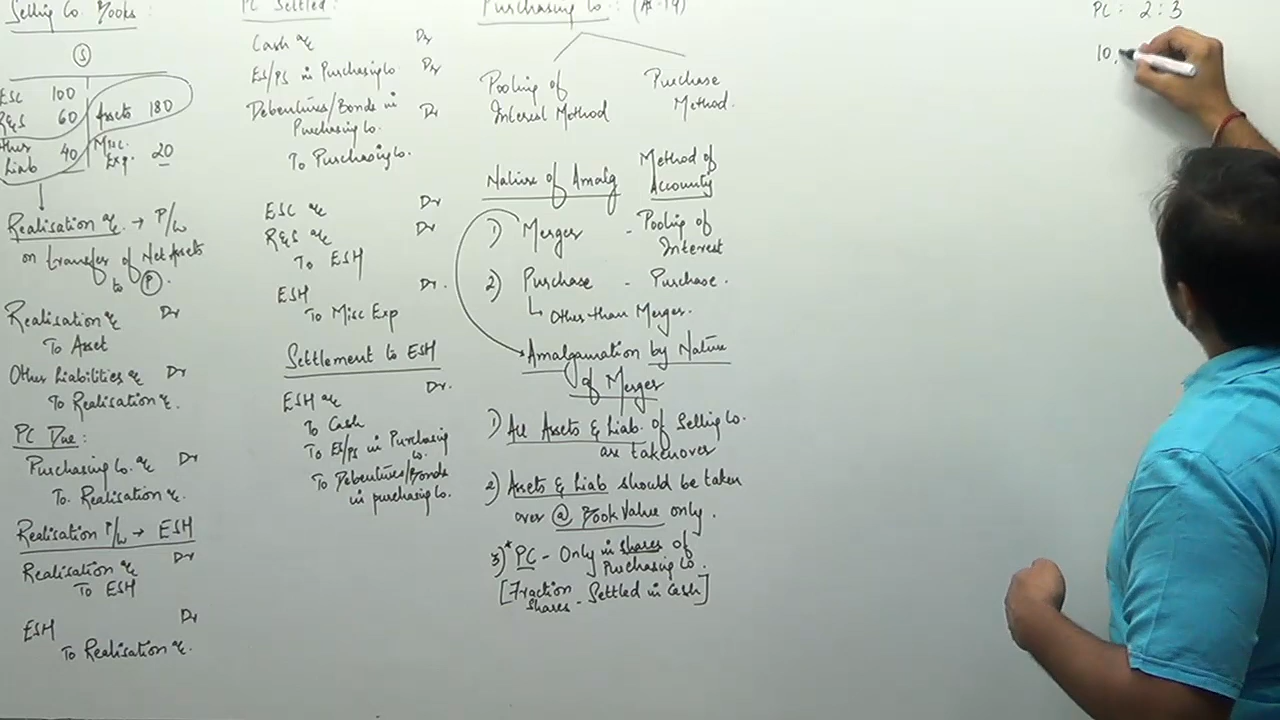 Selling Co. Books:
(S)
ESC 100
R&S 60 Assets 180
Other Liab 40 Misc. Exp. 20
Realisation a/c → P/L
on transfer of Net Assets
to (P).
Realisation a/c Dr
To Asset
Other Liabilities a/c Dr
To Realisation a/c.
PC Due:
Purchasing Co. a/c Dr
To Realisation a/c.
Realisation P/L → ESH
Realisation a/c Dr
To ESH
ESH Dr
To Realisation a/c.
PC Settled:
Cash a/c Dr
ES/PS in Purchasing Co. Dr
Debentures/Bonds in Dr
Purchasing Co.
To Purchasing Co.
ESC a/c Dr
R&S a/c Dr
To ESH
ESH Dr.
To Misc Exp
Settlement to ESH
ESH a/c Dr.
To Cash
To ES/PS in Purchasing
Co.
To Debentures/Bonds
in purchasing Co.
Purchasing Co.: (AS-14)
Pooling of
Interest Method
Purchase
Method.
Nature of Amalg
Method of
Accounty
1) Merger - Pooling of
Interest
2) Purchase - Purchase.
Other than Merger.
Amalgamation by Nature
of Merger
1) All Assets & Liab. of Selling Co.
are takenover
2) Assets & Liab should be taken
over @ Book Value only.
3)* PC - Only in shares of
Purchasing Co.
[Fraction
shares - Settled in Cash]
PC: 2:3
10,